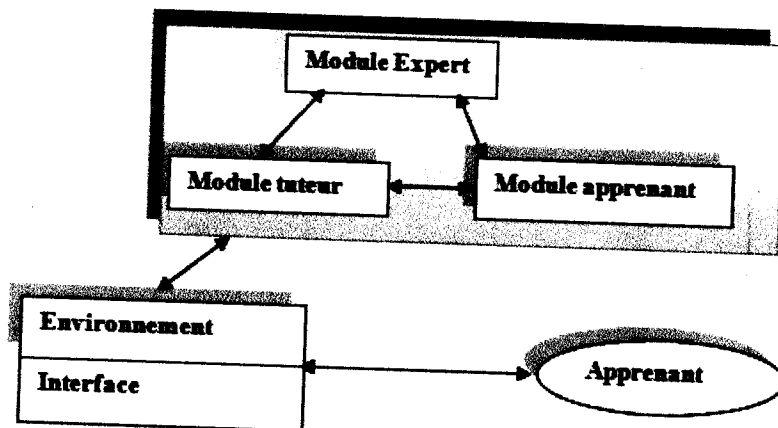 Module Expert
Module tuteur
Module apprenant
Environnement
Interface
Apprenant